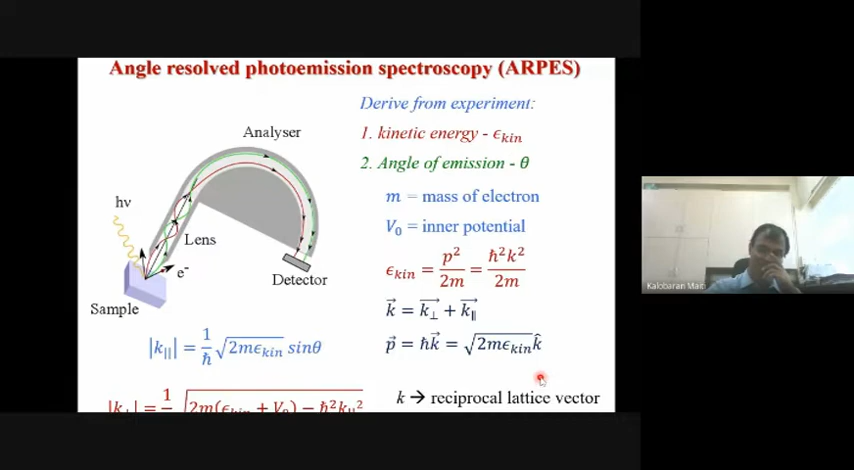 Angle resolved photoemission spectroscopy (ARPES)
Derive from experiment:
1. kinetic energy - ϵ_kin
2. Angle of emission - θ
m = mass of electron
V₀ = inner potential
ϵ_kin = p²/2m = ħ²k²/2m
k⃗ = k⃗_⊥ + k⃗_∥
p⃗ = ħk⃗ = √(2mϵ_kin) k̂
k → reciprocal lattice vector
Analyser
hν
Lens
e⁻
Detector
Sample
|k_∥| = 1/ħ √(2mϵ_kin) sinθ
|k_⊥| = 1/ √(2m(ϵ_kin + V₀) − ħ²k_∥²)
Kalobaran Maiti